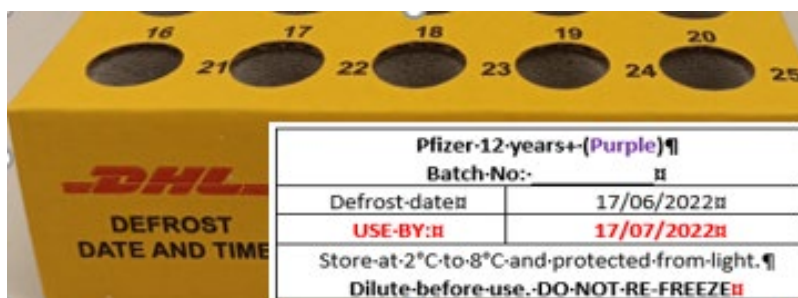 16 17 18 19 20
21 22 23 24 25
DHL
DEFROST
DATE AND TIME
Pfizer·12·years+·(Purple)¶
Batch·No:·__________¤
Defrost·date¤ 17/06/2022¤
USE·BY:¤ 17/07/2022¤
Store·at·2°C·to·8°C·and·protected·from·light.¶
Dilute·before·use.·DO·NOT·RE-FREEZE¤